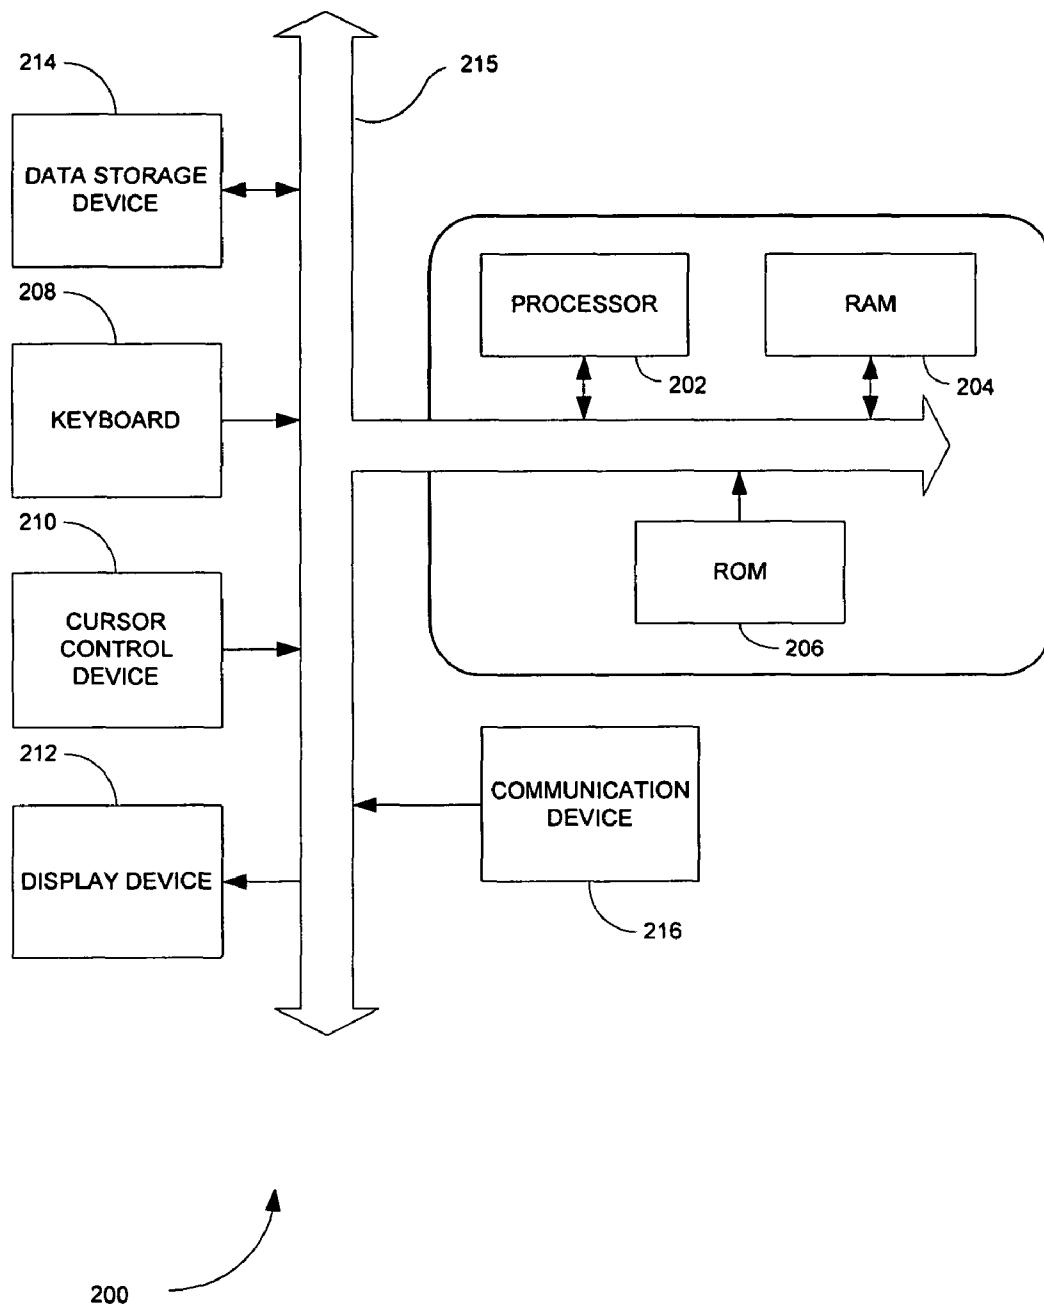 214
215
DATA STORAGE
DEVICE
208
PROCESSOR
RAM
202
204
KEYBOARD
210
ROM
CURSOR
CONTROL
DEVICE
206
212
COMMUNICATION
DEVICE
DISPLAY DEVICE
216
200